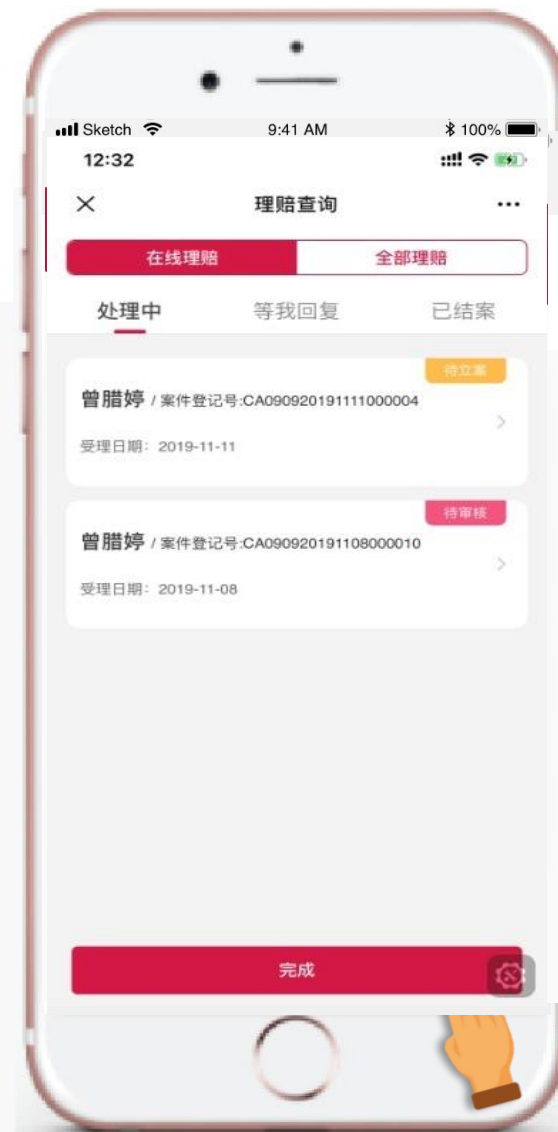 Sketch 9:41 AM 100%
12:32
理赔查询
在线理赔 全部理赔
处理中 等我回复 已结案
待立案
曾腊婷 / 案件登记号:CA090920191111000004
受理日期: 2019-11-11
待审核
曾腊婷 / 案件登记号:CA090920191108000010
受理日期: 2019-11-08
完成